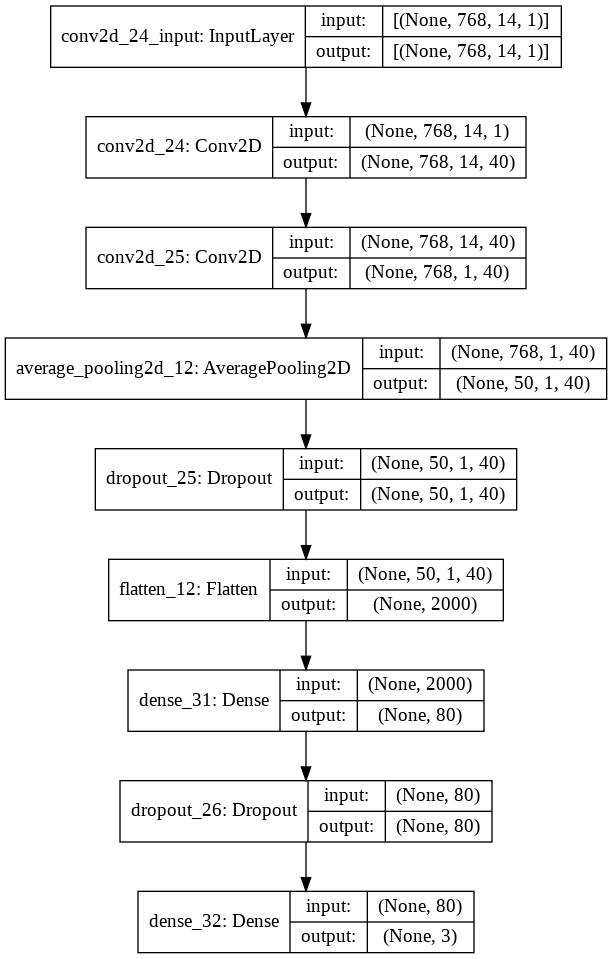 conv2d_24_input: InputLayer
input: [(None, 768, 14, 1)]
output: [(None, 768, 14, 1)]
conv2d_24: Conv2D
input: (None, 768, 14, 1)
output: (None, 768, 14, 40)
conv2d_25: Conv2D
input: (None, 768, 14, 40)
output: (None, 768, 1, 40)
average_pooling2d_12: AveragePooling2D
input: (None, 768, 1, 40)
output: (None, 50, 1, 40)
dropout_25: Dropout
input: (None, 50, 1, 40)
output: (None, 50, 1, 40)
flatten_12: Flatten
input: (None, 50, 1, 40)
output: (None, 2000)
dense_31: Dense
input: (None, 2000)
output: (None, 80)
dropout_26: Dropout
input: (None, 80)
output: (None, 80)
dense_32: Dense
input: (None, 80)
output: (None, 3)